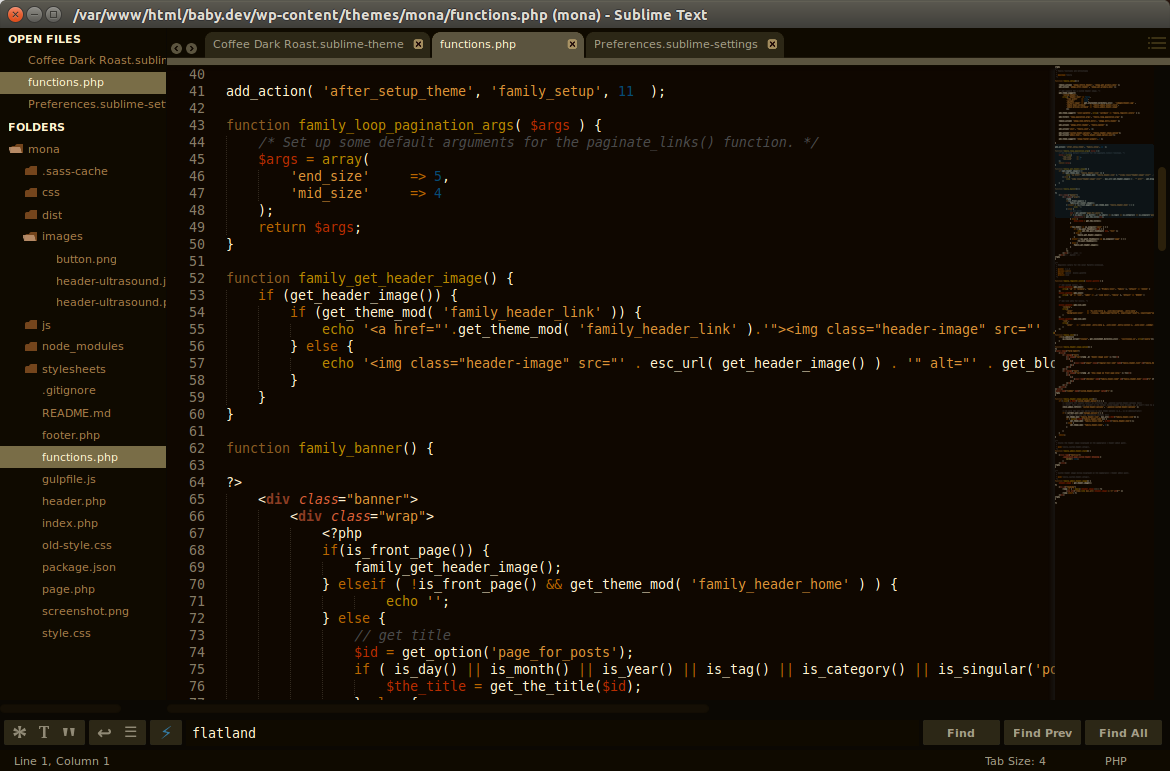 /var/www/html/baby.dev/wp-content/themes/mona/functions.php (mona) - Sublime Text
OPEN FILES
Coffee Dark Roast.sublin
functions.php
Preferences.sublime-set
FOLDERS
mona
.sass-cache
css
dist
images
button.png
header-ultrasound.j
header-ultrasound.p
js
node_modules
stylesheets
.gitignore
README.md
footer.php
functions.php
gulpfile.js
header.php
index.php
old-style.css
package.json
page.php
screenshot.png
style.css
Coffee Dark Roast.sublime-theme
functions.php
Preferences.sublime-settings
40
41 add_action( 'after_setup_theme', 'family_setup', 11  );
42
43 function family_loop_pagination_args( $args ) {
44     /* Set up some default arguments for the paginate_links() function. */
45     $args = array(
46         'end_size'     => 5,
47         'mid_size'     => 4
48     );
49     return $args;
50 }
51
52 function family_get_header_image() {
53     if (get_header_image()) {
54         if (get_theme_mod( 'family_header_link' )) {
55             echo '<a href="'.get_theme_mod( 'family_header_link' ).'"><img class="header-image" src="'
56         } else {
57             echo '<img class="header-image" src="' . esc_url( get_header_image() ) . '" alt="' . get_blo
58         }
59     }
60 }
61
62 function family_banner() {
63
64 ?>
65     <div class="banner">
66         <div class="wrap">
67             <?php
68             if(is_front_page()) {
69                 family_get_header_image();
70             } elseif ( !is_front_page() && get_theme_mod( 'family_header_home' ) ) {
71                     echo '';
72             } else {
73                 // get title
74                 $id = get_option('page_for_posts');
75                 if ( is_day() || is_month() || is_year() || is_tag() || is_category() || is_singular('po
76                     $the_title = get_the_title($id);
flatland
Find
Find Prev
Find All
Line 1, Column 1
Tab Size: 4
PHP